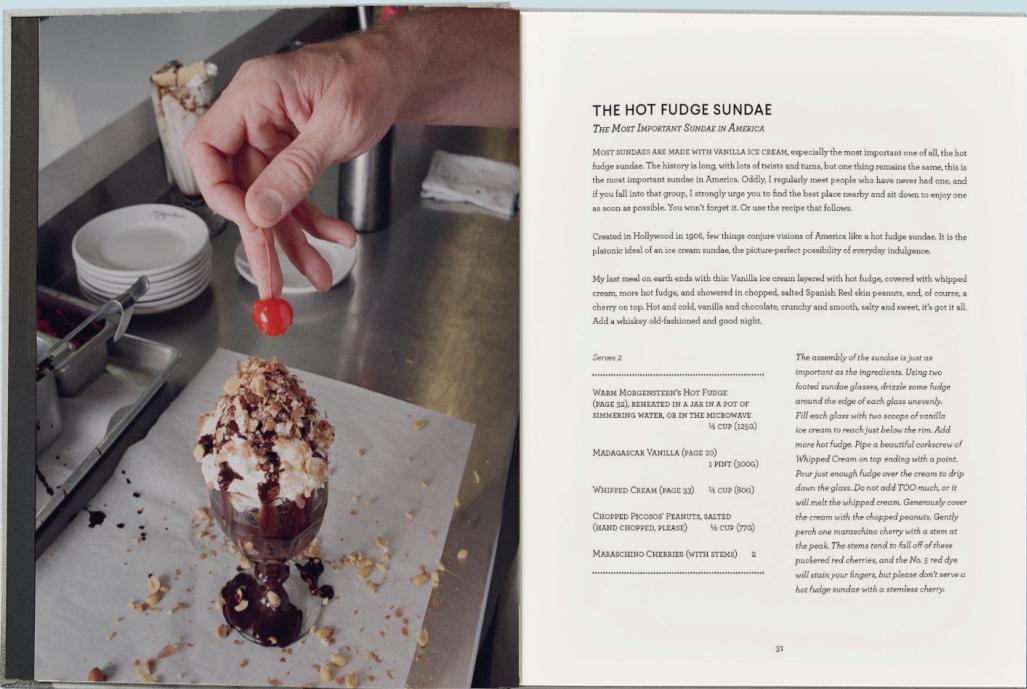 THE HOT FUDGE SUNDAE
THE MOST IMPORTANT SUNDAE IN AMERICA
MOST SUNDAES ARE MADE WITH VANILLA ICE CREAM, especially the most important one of all, the hot
fudge sundae. The history is long, with lots of twists and turns, but one thing remains the same, this is
the most important sundae in America. Oddly, I regularly meet people who have never had one, and
if you fall into that group, I strongly urge you to find the best place nearby and sit down to enjoy one
as soon as possible. You won't forget it. Or use the recipe that follows.
Created in Hollywood in 1906, few things conjure visions of America like a hot fudge sundae. It is the
platonic ideal of an ice cream sundae, the picture-perfect possibility of everyday indulgence.
My last meal on earth ends with this: Vanilla ice cream layered with hot fudge, covered with whipped
cream, more hot fudge, and showered in chopped, salted Spanish Red skin peanuts, and, of course, a
cherry on top. Hot and cold, vanilla and chocolate, crunchy and smooth, salty and sweet, it's got it all.
Add a whiskey old-fashioned and good night.
Serves 2
WARM MORGENSTERN'S HOT FUDGE
(PAGE 32), REHEATED IN A JAR IN A POT OF
SIMMERING WATER, OR IN THE MICROWAVE
CUP (125G)
MADAGASCAR VANILLA (PAGE 20)
1 PINT (300G)
WHIPPED CREAM (PAGE 33) CUP (80G)
CHOPPED PICOSOS' PEANUTS, SALTED
(HAND CHOPPED, PLEASE) CUP (77G)
MARASCHINO CHERRIES (WITH STEMS) 2
The assembly of the sundae is just as
important as the ingredients. Using two
footed sundae glasses, drizzle some fudge
around the edge of each glass unevenly.
Fill each glass with two scoops of vanilla
ice cream to reach just below the rim. Add
more hot fudge. Pipe a beautiful corkscrew of
Whipped Cream on top ending with a point.
Pour just enough fudge over the cream to drip
down the glass. Do not add TOO much, or it
will melt the whipped cream. Generously cover
the cream with the chopped peanuts. Gently
perch one maraschino cherry with a stem at
the peak. The stems tend to fall off of these
puckered red cherries, and the No. 5 red dye
will stain your fingers, but please don't serve a
hot fudge sundae with a stemless cherry.
31